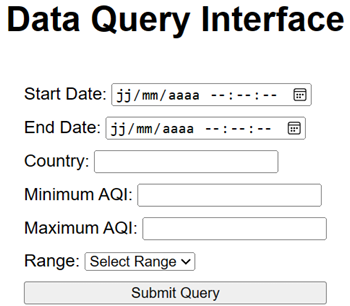 Data Query Interface
Start Date: jj/mm/aaaa --:--:--
End Date: jj/mm/aaaa --:--:--
Country:
Minimum AQI:
Maximum AQI:
Range: Select Range
Submit Query